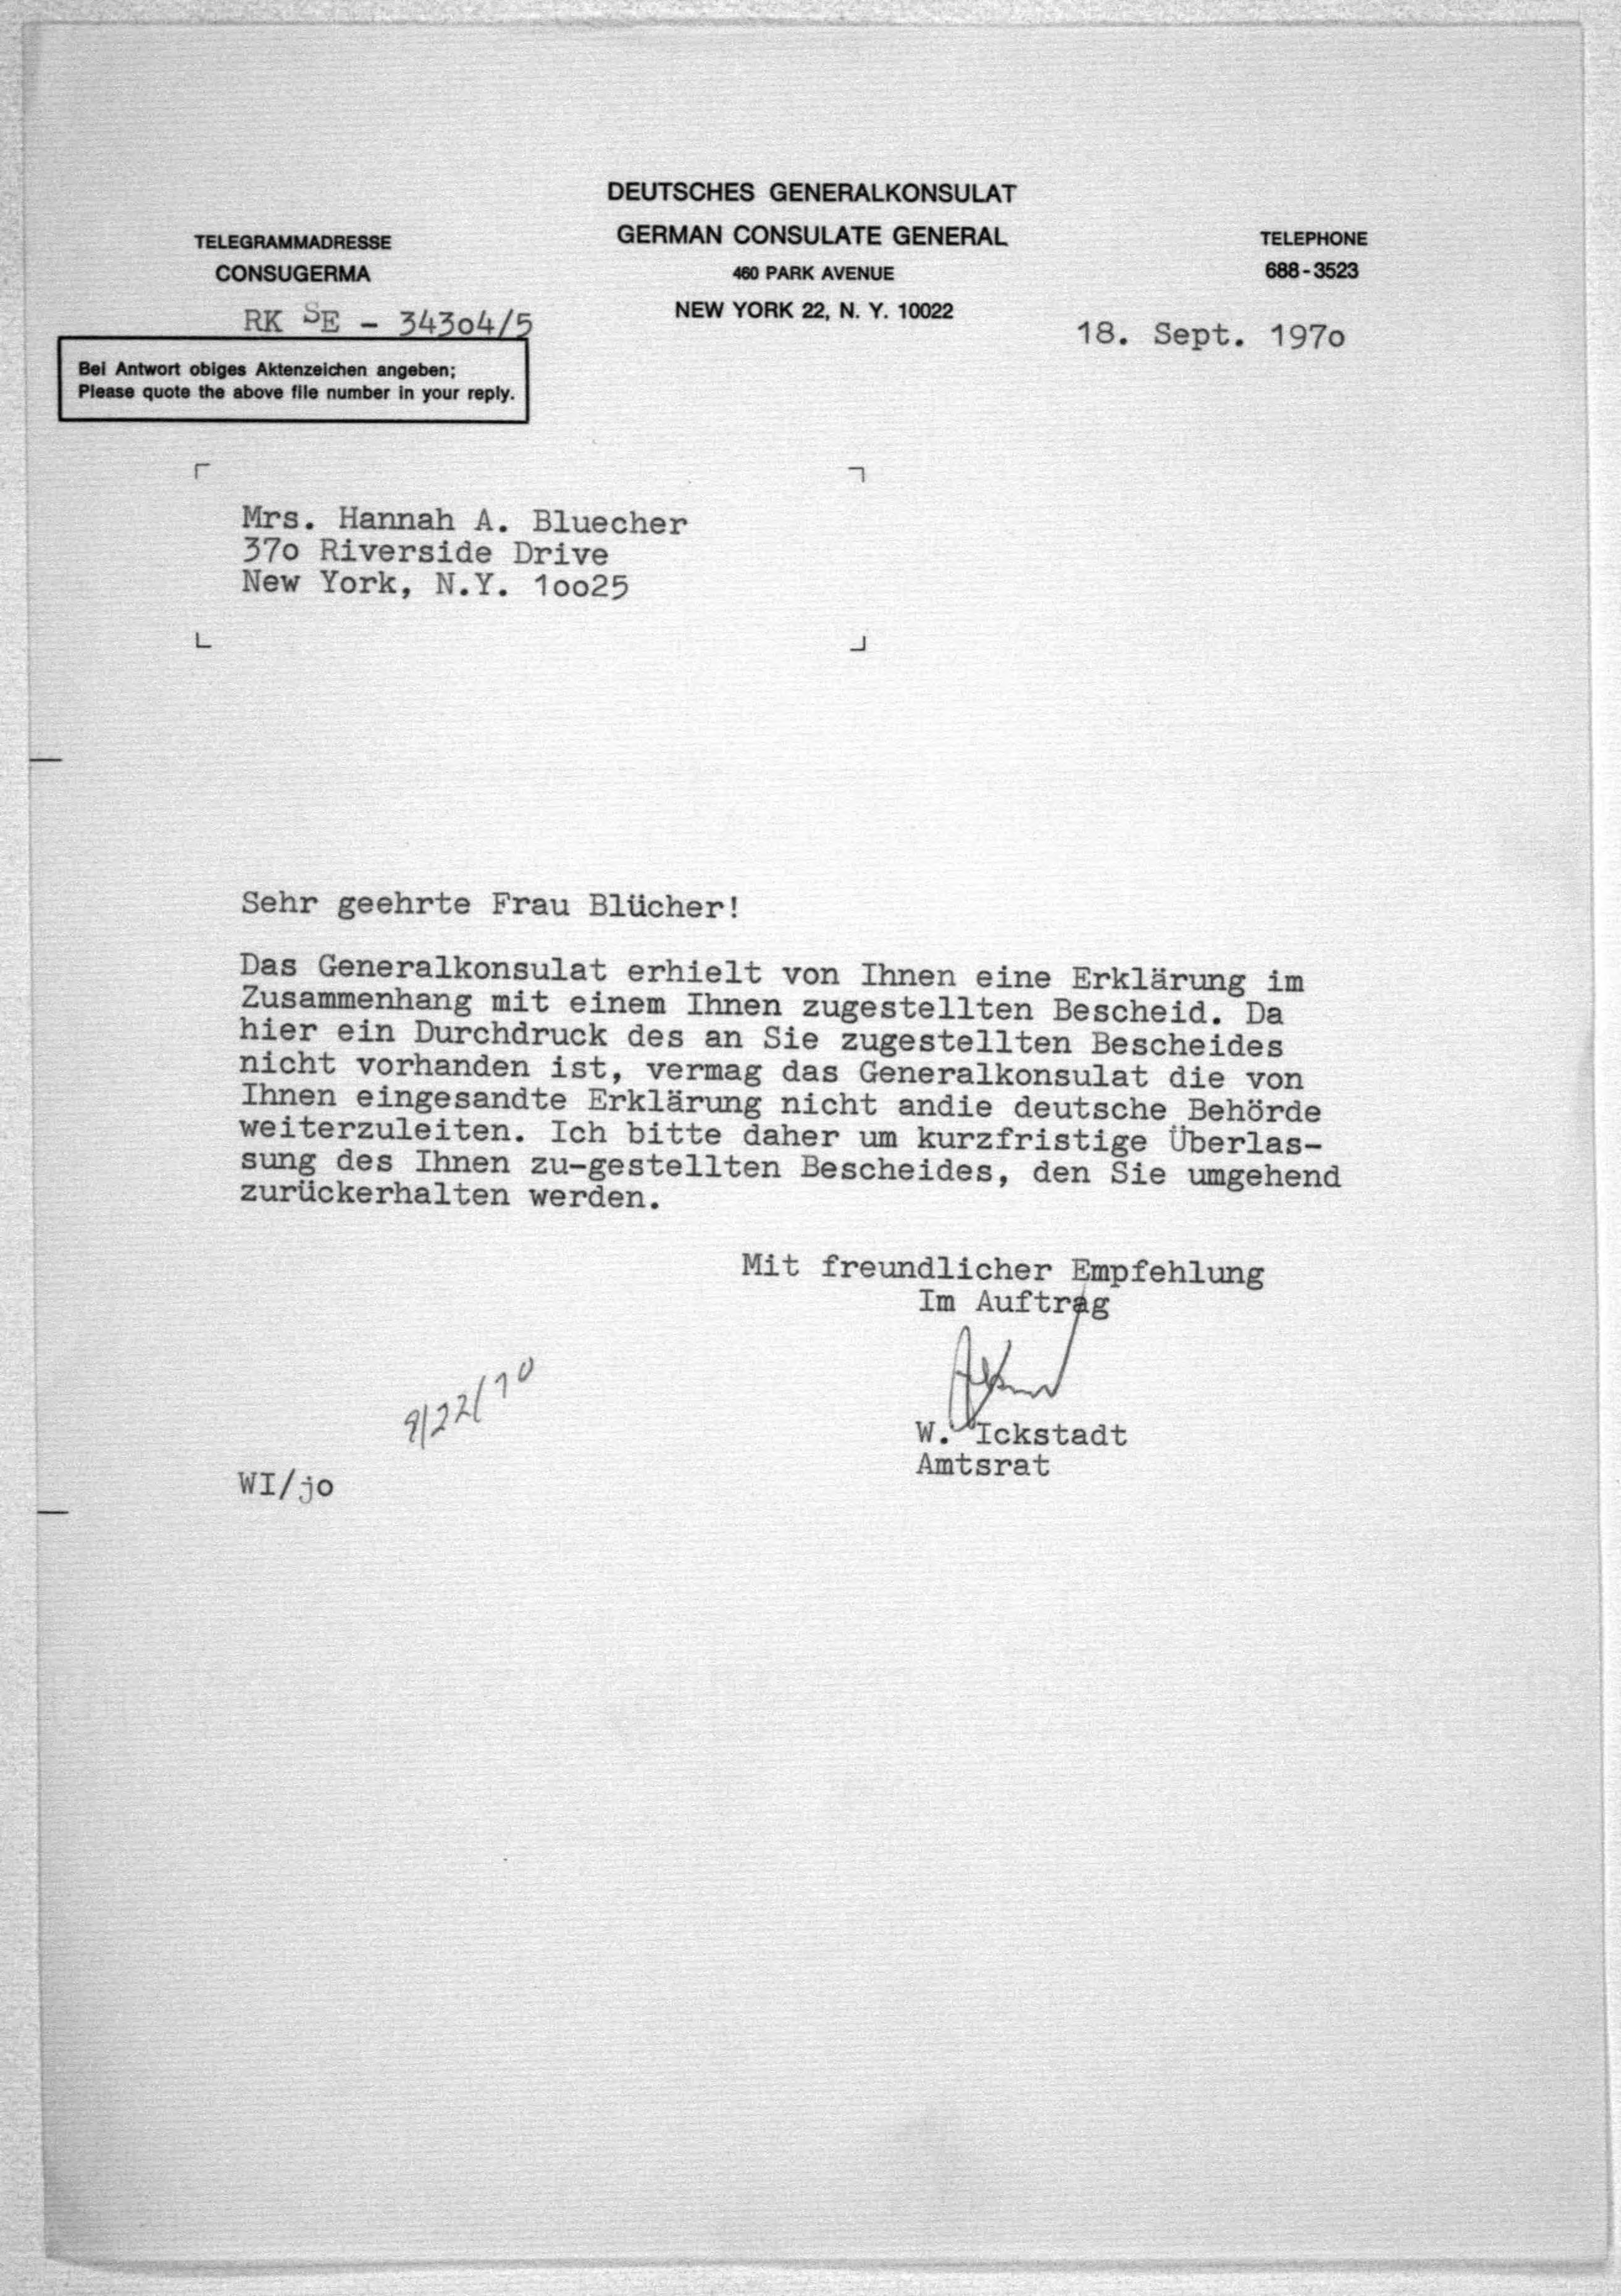 DEUTSCHES GENERALKONSULAT
GERMAN CONSULATE GENERAL
460 PARK AVENUE
NEW YORK 22, N. Y. 10022
TELEGRAMMADRESSE
CONSUGERMA
TELEPHONE
688-3523
RK SE - 34304/5
18. Sept. 197o
Bei Antwort obiges Aktenzeichen angeben;
Please quote the above file number in your reply.
Mrs. Hannah A. Bluecher
37o Riverside Drive
New York, N.Y. 1oo25
Sehr geehrte Frau Blücher!
Das Generalkonsulat erhielt von Ihnen eine Erklärung im
Zusammenhang mit einem Ihnen zugestellten Bescheid. Da
hier ein Durchdruck des an Sie zugestellten Bescheides
nicht vorhanden ist, vermag das Generalkonsulat die von
Ihnen eingesandte Erklärung nicht andie deutsche Behörde
weiterzuleiten. Ich bitte daher um kurzfristige Überlas-
sung des Ihnen zu-gestellten Bescheides, den Sie umgehend
zurückerhalten werden.
Mit freundlicher Empfehlung
Im Auftrag
W. Ickstadt
Amtsrat
9/22/70
WI/jo